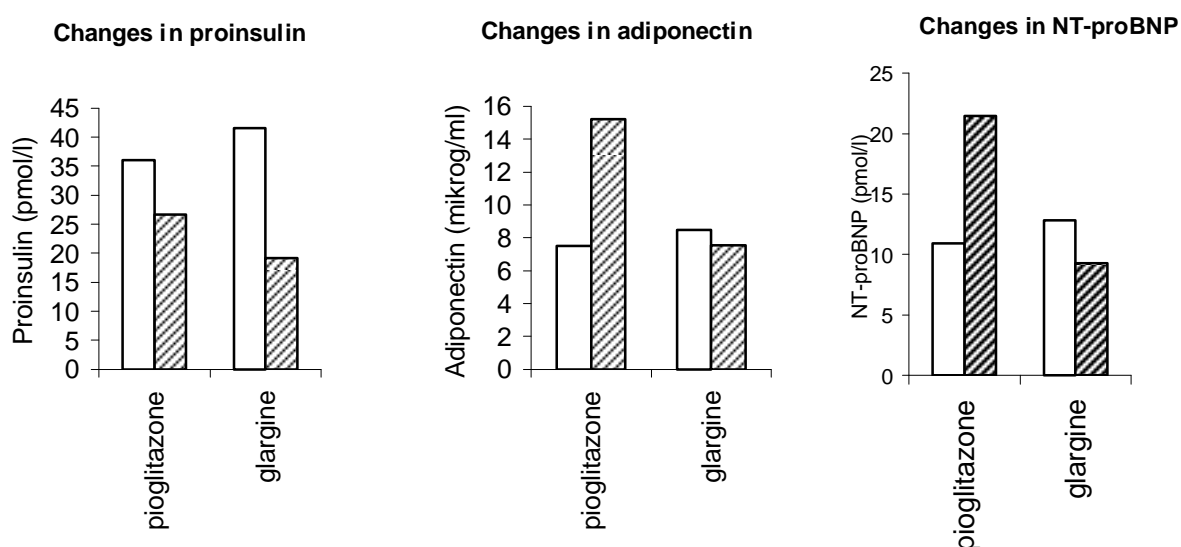 Changes in proinsulin
Proinsulin (pmol/l)
45
40
35
30
25
20
15
10
5
0
pioglitazone
glargine
Changes in adiponectin
Adiponectin (mikrog/ml)
16
14
12
10
8
6
4
2
0
pioglitazone
glargine
Changes in NT-proBNP
NT-proBNP (pmol/l)
25
20
15
10
5
0
pioglitazone
glargine